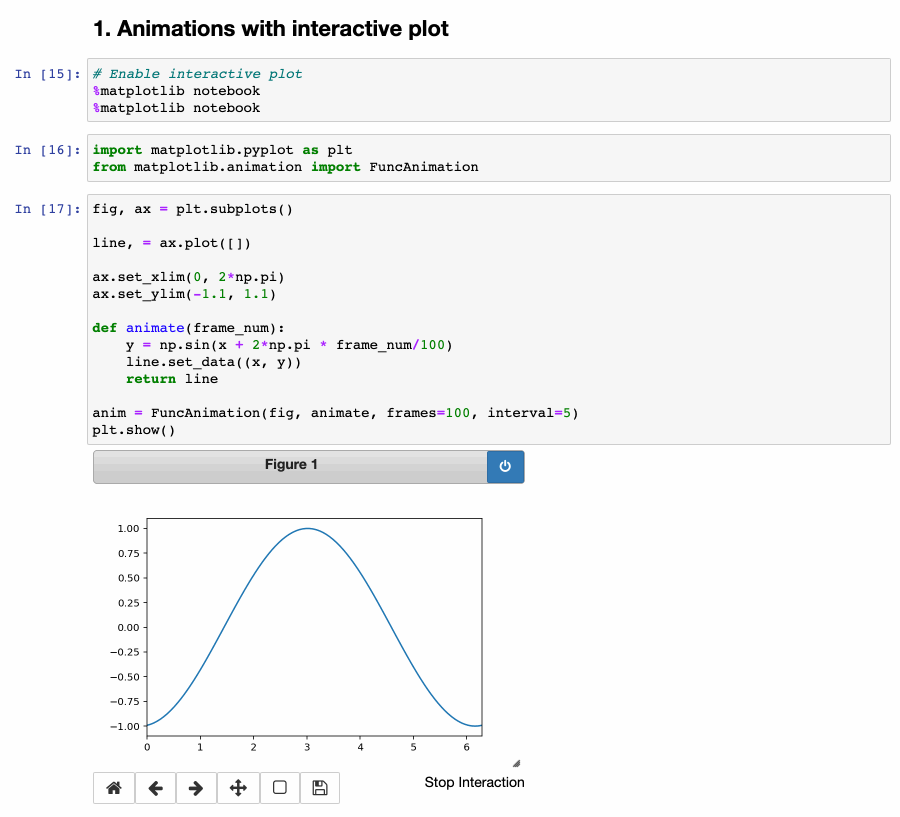 1. Animations with interactive plot
In [15]:
# Enable interactive plot
%matplotlib notebook
%matplotlib notebook
In [16]:
import matplotlib.pyplot as plt
from matplotlib.animation import FuncAnimation
In [17]:
fig, ax = plt.subplots()
line, = ax.plot([])
ax.set_xlim(0, 2*np.pi)
ax.set_ylim(-1.1, 1.1)
def animate(frame_num):
    y = np.sin(x + 2*np.pi * frame_num/100)
    line.set_data((x, y))
    return line
anim = FuncAnimation(fig, animate, frames=100, interval=5)
plt.show()
Figure 1
1.00
0.75
0.50
0.25
0.00
−0.25
−0.50
−0.75
−1.00
0 1 2 3 4 5 6
Stop Interaction